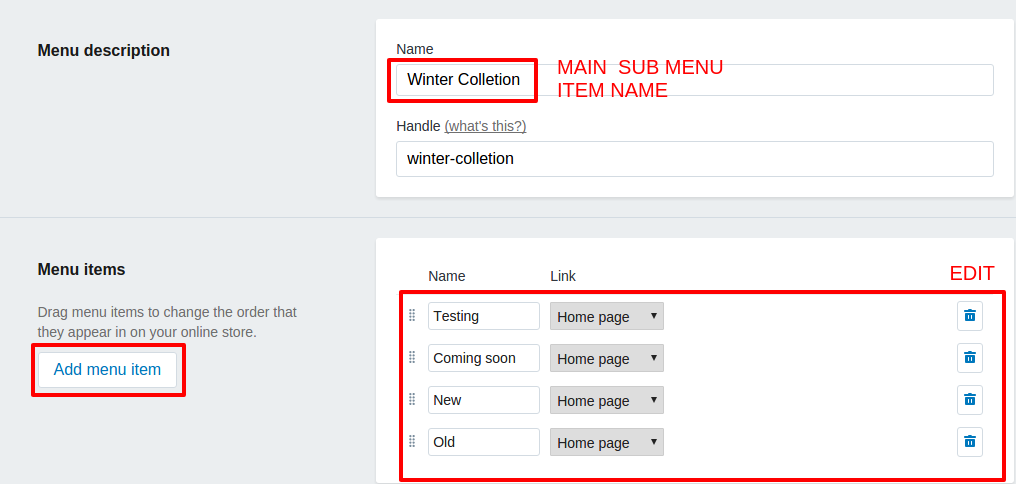 Menu description
Name
Winter Colletion
MAIN  SUB MENU
ITEM NAME
Handle (what's this?)
winter-colletion
Menu items
Drag menu items to change the order that
they appear in on your online store.
Add menu item
Name Link EDIT
Testing Home page
Coming soon Home page
New Home page
Old Home page